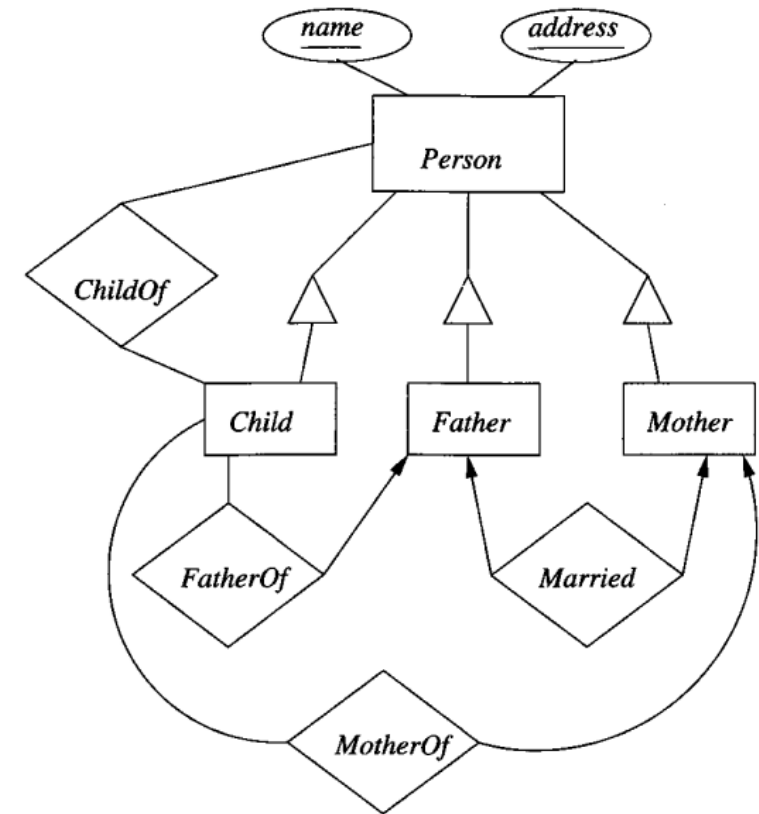 name
address
Person
ChildOf
Child
Father
Mother
FatherOf
Married
MotherOf